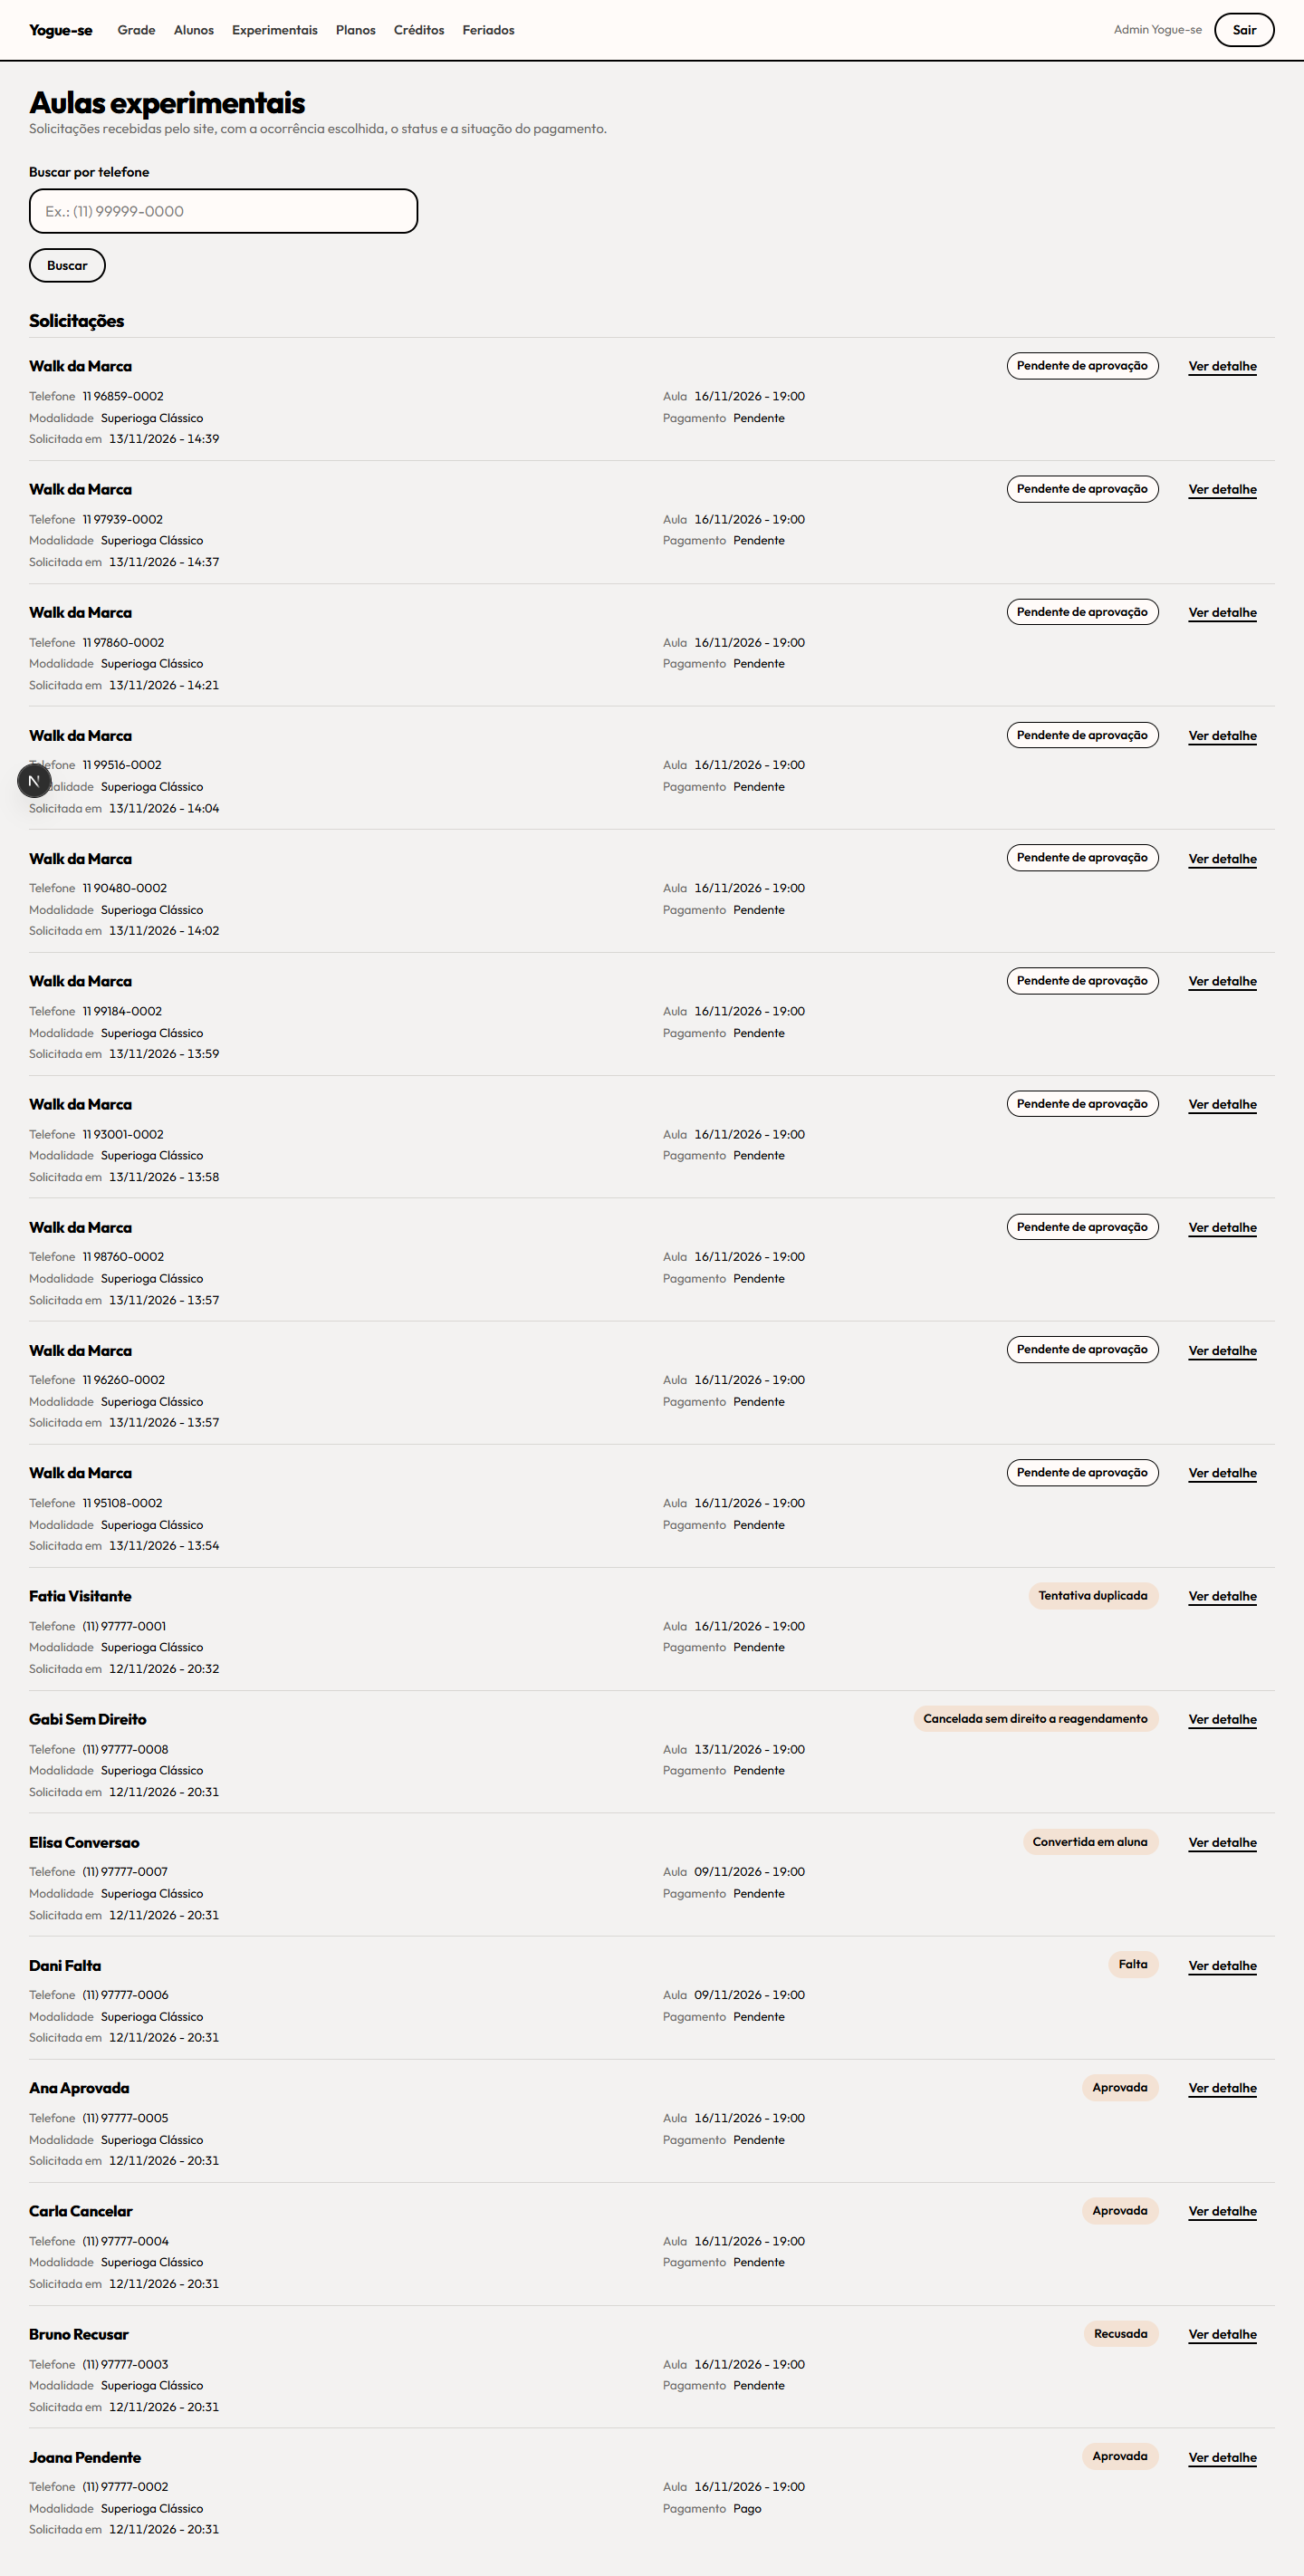 Yogue-se Grade Alunos Experimentais Planos Créditos Feriados Admin Yogue-se Sair
Aulas experimentais
Solicitações recebidas pelo site, com a ocorrência escolhida, o status e a situação do pagamento.
Buscar por telefone
Ex.: (11) 99999-0000
Buscar
Solicitações
Walk da Marca Pendente de aprovação Ver detalhe
Telefone 11 96859-0002 Aula 16/11/2026 - 19:00
Modalidade Superioga Clássico Pagamento Pendente
Solicitada em 13/11/2026 - 14:39
Walk da Marca Pendente de aprovação Ver detalhe
Telefone 11 97939-0002 Aula 16/11/2026 - 19:00
Modalidade Superioga Clássico Pagamento Pendente
Solicitada em 13/11/2026 - 14:37
Walk da Marca Pendente de aprovação Ver detalhe
Telefone 11 97860-0002 Aula 16/11/2026 - 19:00
Modalidade Superioga Clássico Pagamento Pendente
Solicitada em 13/11/2026 - 14:21
Walk da Marca Pendente de aprovação Ver detalhe
Telefone 11 99516-0002 Aula 16/11/2026 - 19:00
N
Modalidade Superioga Clássico Pagamento Pendente
Solicitada em 13/11/2026 - 14:04
Walk da Marca Pendente de aprovação Ver detalhe
Telefone 11 90480-0002 Aula 16/11/2026 - 19:00
Modalidade Superioga Clássico Pagamento Pendente
Solicitada em 13/11/2026 - 14:02
Walk da Marca Pendente de aprovação Ver detalhe
Telefone 11 99184-0002 Aula 16/11/2026 - 19:00
Modalidade Superioga Clássico Pagamento Pendente
Solicitada em 13/11/2026 - 13:59
Walk da Marca Pendente de aprovação Ver detalhe
Telefone 11 93001-0002 Aula 16/11/2026 - 19:00
Modalidade Superioga Clássico Pagamento Pendente
Solicitada em 13/11/2026 - 13:58
Walk da Marca Pendente de aprovação Ver detalhe
Telefone 11 98760-0002 Aula 16/11/2026 - 19:00
Modalidade Superioga Clássico Pagamento Pendente
Solicitada em 13/11/2026 - 13:57
Walk da Marca Pendente de aprovação Ver detalhe
Telefone 11 96260-0002 Aula 16/11/2026 - 19:00
Modalidade Superioga Clássico Pagamento Pendente
Solicitada em 13/11/2026 - 13:57
Walk da Marca Pendente de aprovação Ver detalhe
Telefone 11 95108-0002 Aula 16/11/2026 - 19:00
Modalidade Superioga Clássico Pagamento Pendente
Solicitada em 13/11/2026 - 13:54
Fatia Visitante Tentativa duplicada Ver detalhe
Telefone (11) 97777-0001 Aula 16/11/2026 - 19:00
Modalidade Superioga Clássico Pagamento Pendente
Solicitada em 12/11/2026 - 20:32
Gabi Sem Direito Cancelada sem direito a reagendamento Ver detalhe
Telefone (11) 97777-0008 Aula 13/11/2026 - 19:00
Modalidade Superioga Clássico Pagamento Pendente
Solicitada em 12/11/2026 - 20:31
Elisa Conversao Convertida em aluna Ver detalhe
Telefone (11) 97777-0007 Aula 09/11/2026 - 19:00
Modalidade Superioga Clássico Pagamento Pendente
Solicitada em 12/11/2026 - 20:31
Dani Falta Falta Ver detalhe
Telefone (11) 97777-0006 Aula 09/11/2026 - 19:00
Modalidade Superioga Clássico Pagamento Pendente
Solicitada em 12/11/2026 - 20:31
Ana Aprovada Aprovada Ver detalhe
Telefone (11) 97777-0005 Aula 16/11/2026 - 19:00
Modalidade Superioga Clássico Pagamento Pendente
Solicitada em 12/11/2026 - 20:31
Carla Cancelar Aprovada Ver detalhe
Telefone (11) 97777-0004 Aula 16/11/2026 - 19:00
Modalidade Superioga Clássico Pagamento Pendente
Solicitada em 12/11/2026 - 20:31
Bruno Recusar Recusada Ver detalhe
Telefone (11) 97777-0003 Aula 16/11/2026 - 19:00
Modalidade Superioga Clássico Pagamento Pendente
Solicitada em 12/11/2026 - 20:31
Joana Pendente Aprovada Ver detalhe
Telefone (11) 97777-0002 Aula 16/11/2026 - 19:00
Modalidade Superioga Clássico Pagamento Pago
Solicitada em 12/11/2026 - 20:31